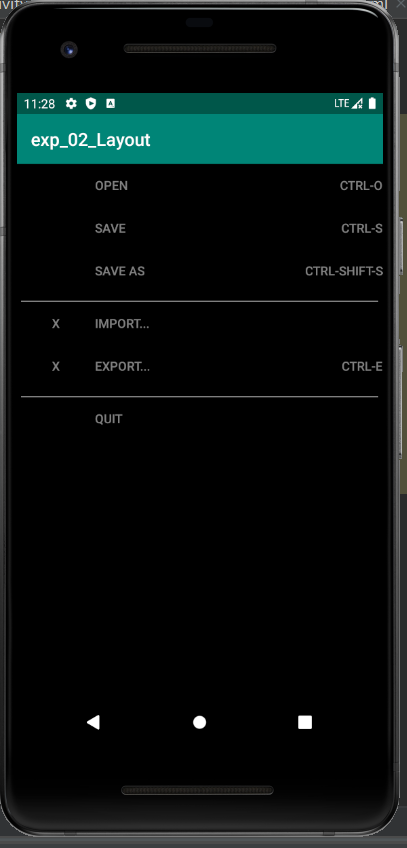 11:28 LTE
exp_02_Layout
OPEN CTRL-O
SAVE CTRL-S
SAVE AS CTRL-SHIFT-S
X IMPORT...
X EXPORT... CTRL-E
QUIT